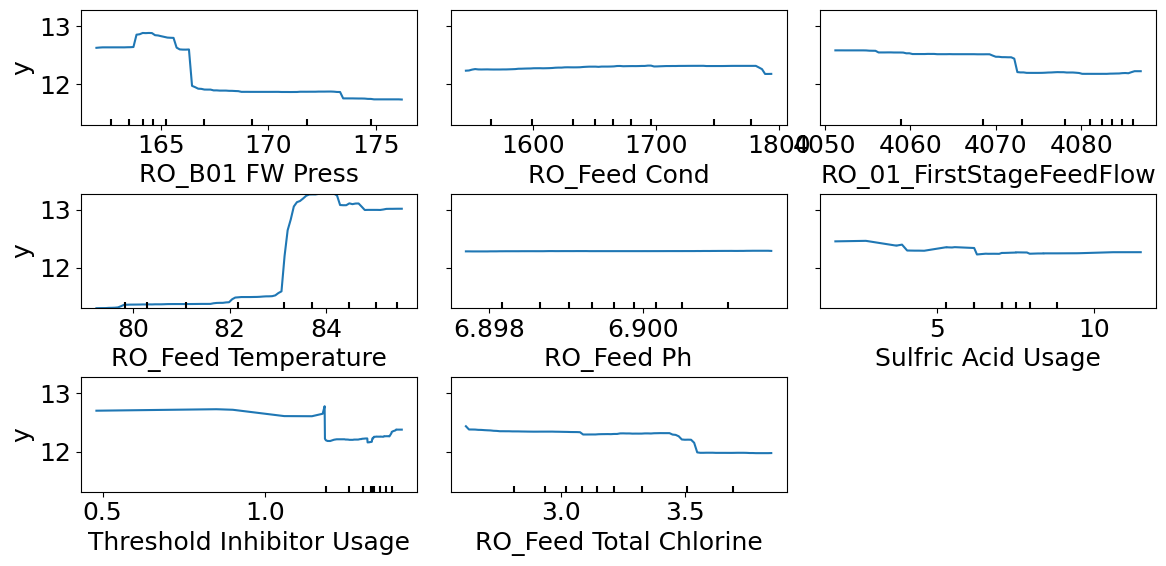 13
12
y
165 170 175
RO_B01 FW Press
1600 1700 1800
RO_Feed Cond
4050 4060 4070 4080
RO_01_FirstStageFeedFlow
13
12
y
80 82 84
RO_Feed Temperature
6.898 6.900
RO_Feed Ph
5 10
Sulfric Acid Usage
13
12
y
0.5 1.0
Threshold Inhibitor Usage
3.0 3.5
RO_Feed Total Chlorine